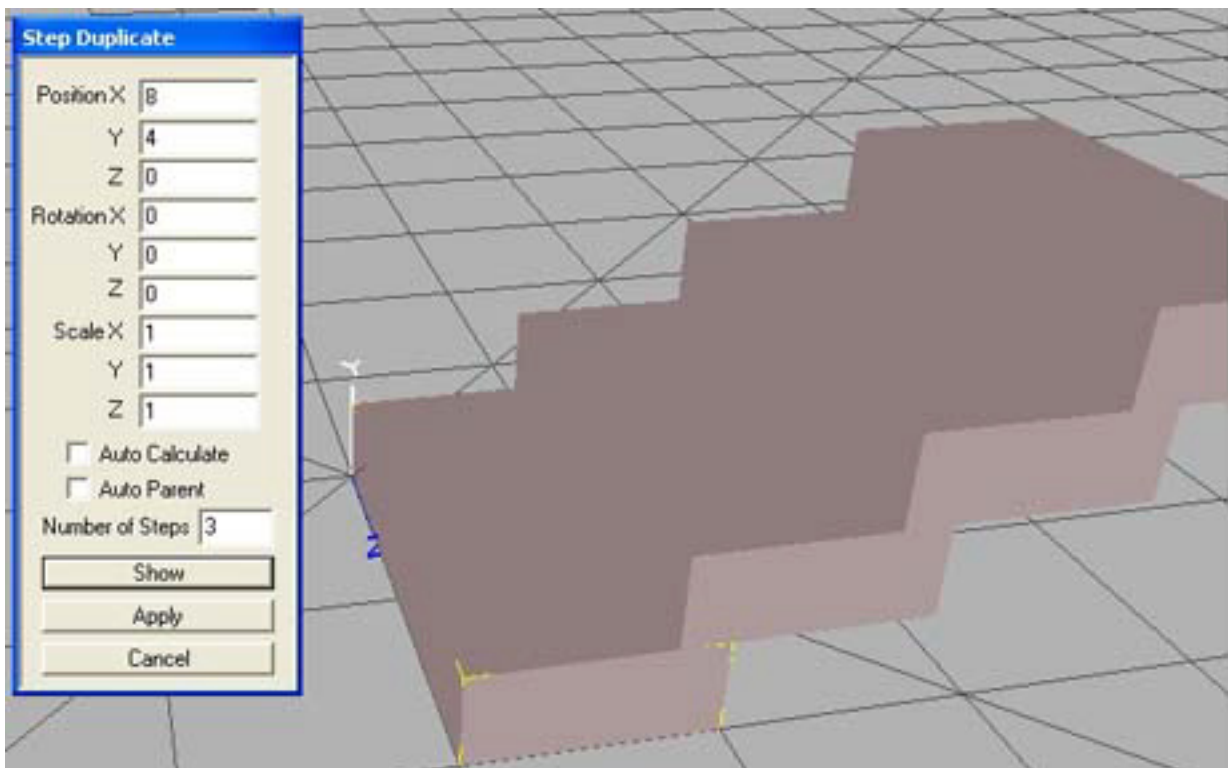 Step Duplicate
Position X 8
Y 4
Z 0
Rotation X 0
Y 0
Z 0
Scale X 1
Y 1
Z 1
Auto Calculate
Auto Parent
Number of Steps 3
Show
Apply
Cancel
Y
Z